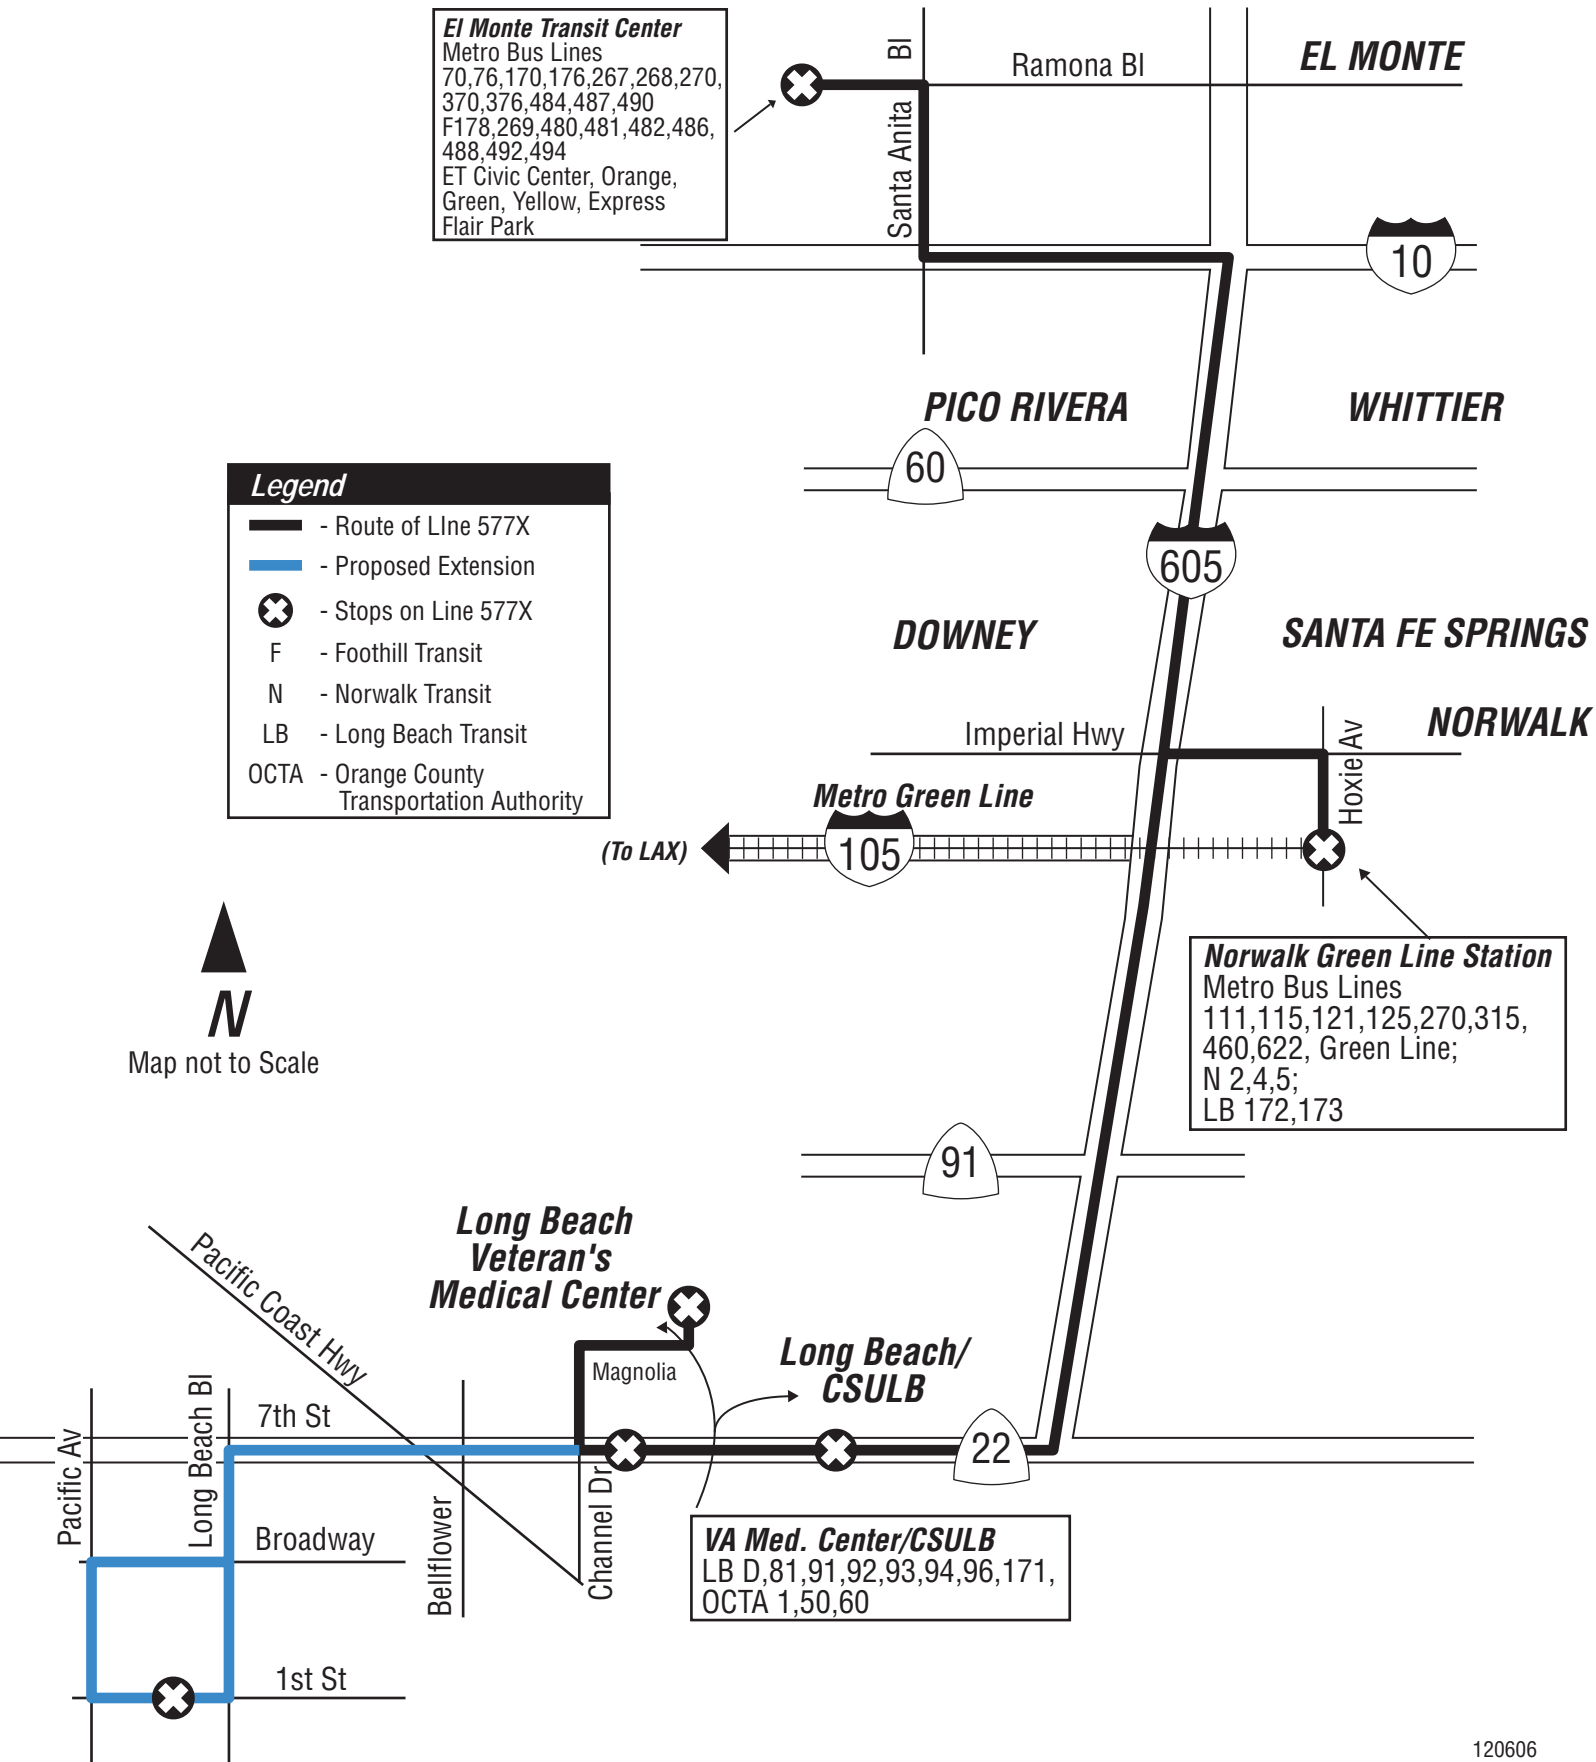 El Monte Transit Center
Metro Bus Lines
70,76,170,176,267,268,270,
370,376,484,487,490
F178,269,480,481,482,486,
488,492,494
ET Civic Center, Orange,
Green, Yellow, Express
Flair Park
Santa Anita Bl
Ramona Bl
EL MONTE
10
PICO RIVERA
WHITTIER
60
Legend
- Route of LIne 577X
- Proposed Extension
- Stops on Line 577X
F - Foothill Transit
N - Norwalk Transit
LB - Long Beach Transit
OCTA - Orange County
Transportation Authority
605
DOWNEY
SANTA FE SPRINGS
NORWALK
Imperial Hwy
Hoxie Av
Metro Green Line
(To LAX)
105
N
Map not to Scale
Norwalk Green Line Station
Metro Bus Lines
111,115,121,125,270,315,
460,622, Green Line;
N 2,4,5;
LB 172,173
91
Long Beach
Veteran's
Medical Center
Pacific Coast Hwy
Magnolia
Long Beach/
CSULB
7th St
22
Pacific Av
Long Beach Bl
Bellflower
Channel Dr
Broadway
VA Med. Center/CSULB
LB D,81,91,92,93,94,96,171,
OCTA 1,50,60
1st St
120606